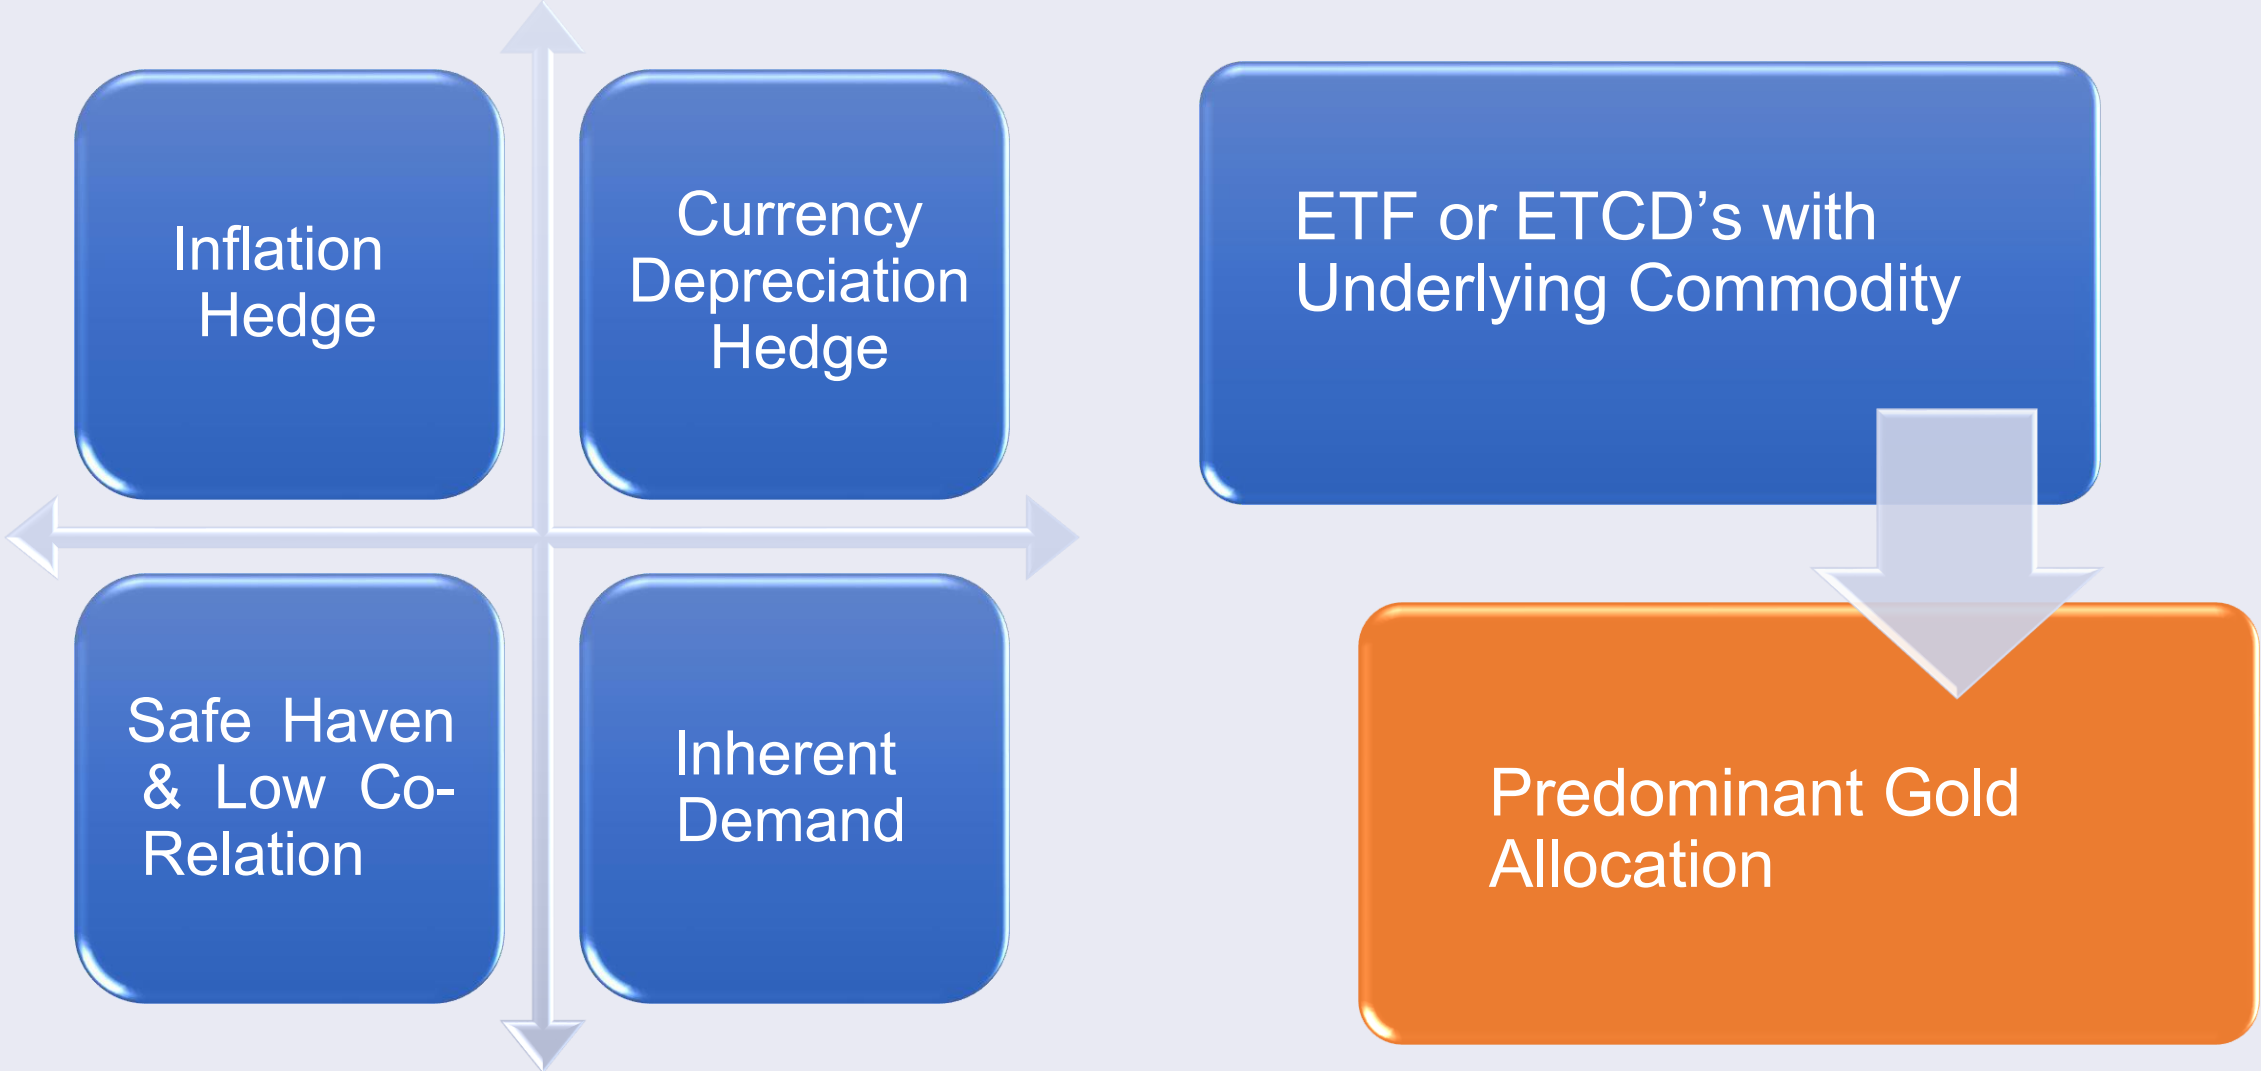 Inflation
Hedge
Currency
Depreciation
Hedge
Safe Haven
& Low Co-
Relation
Inherent
Demand
ETF or ETCD’s with
Underlying Commodity
Predominant Gold
Allocation